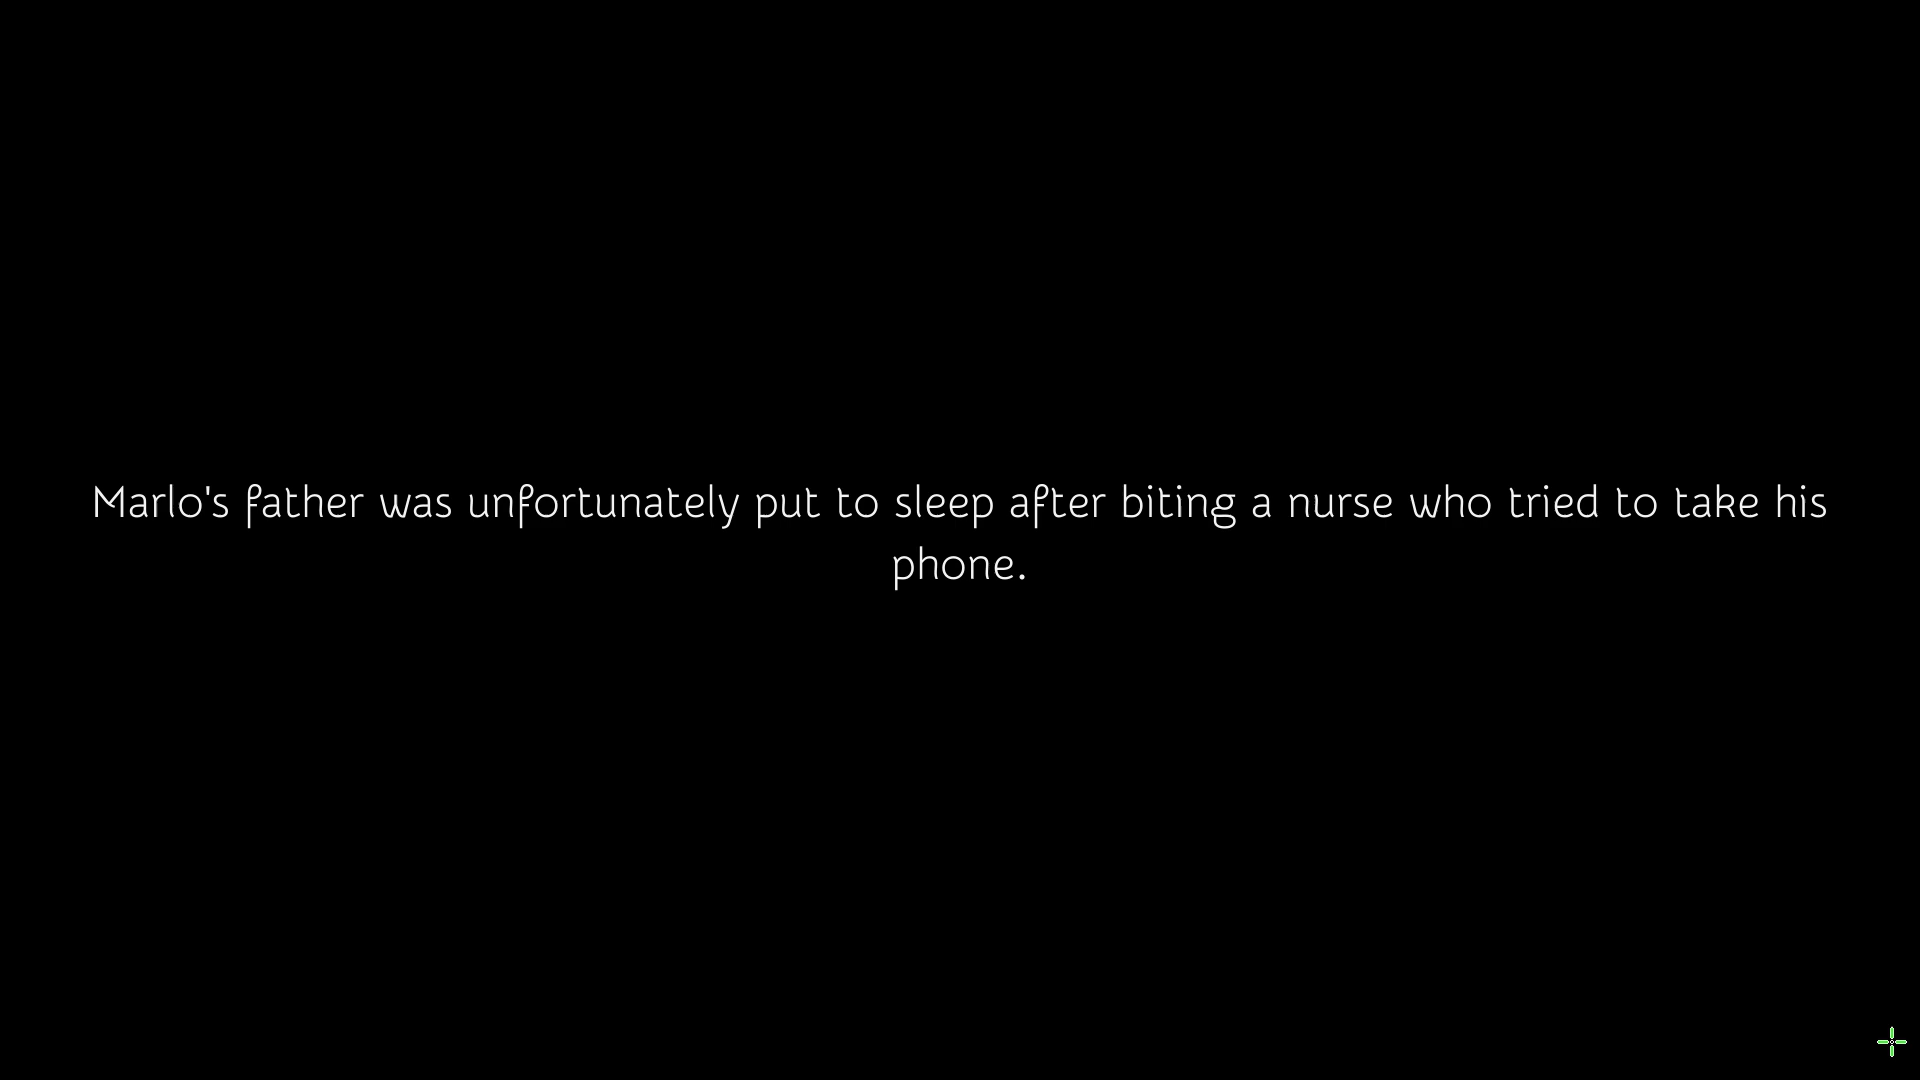 Marlo's father was unfortunately put to sleep after biting a nurse who tried to take his
phone.